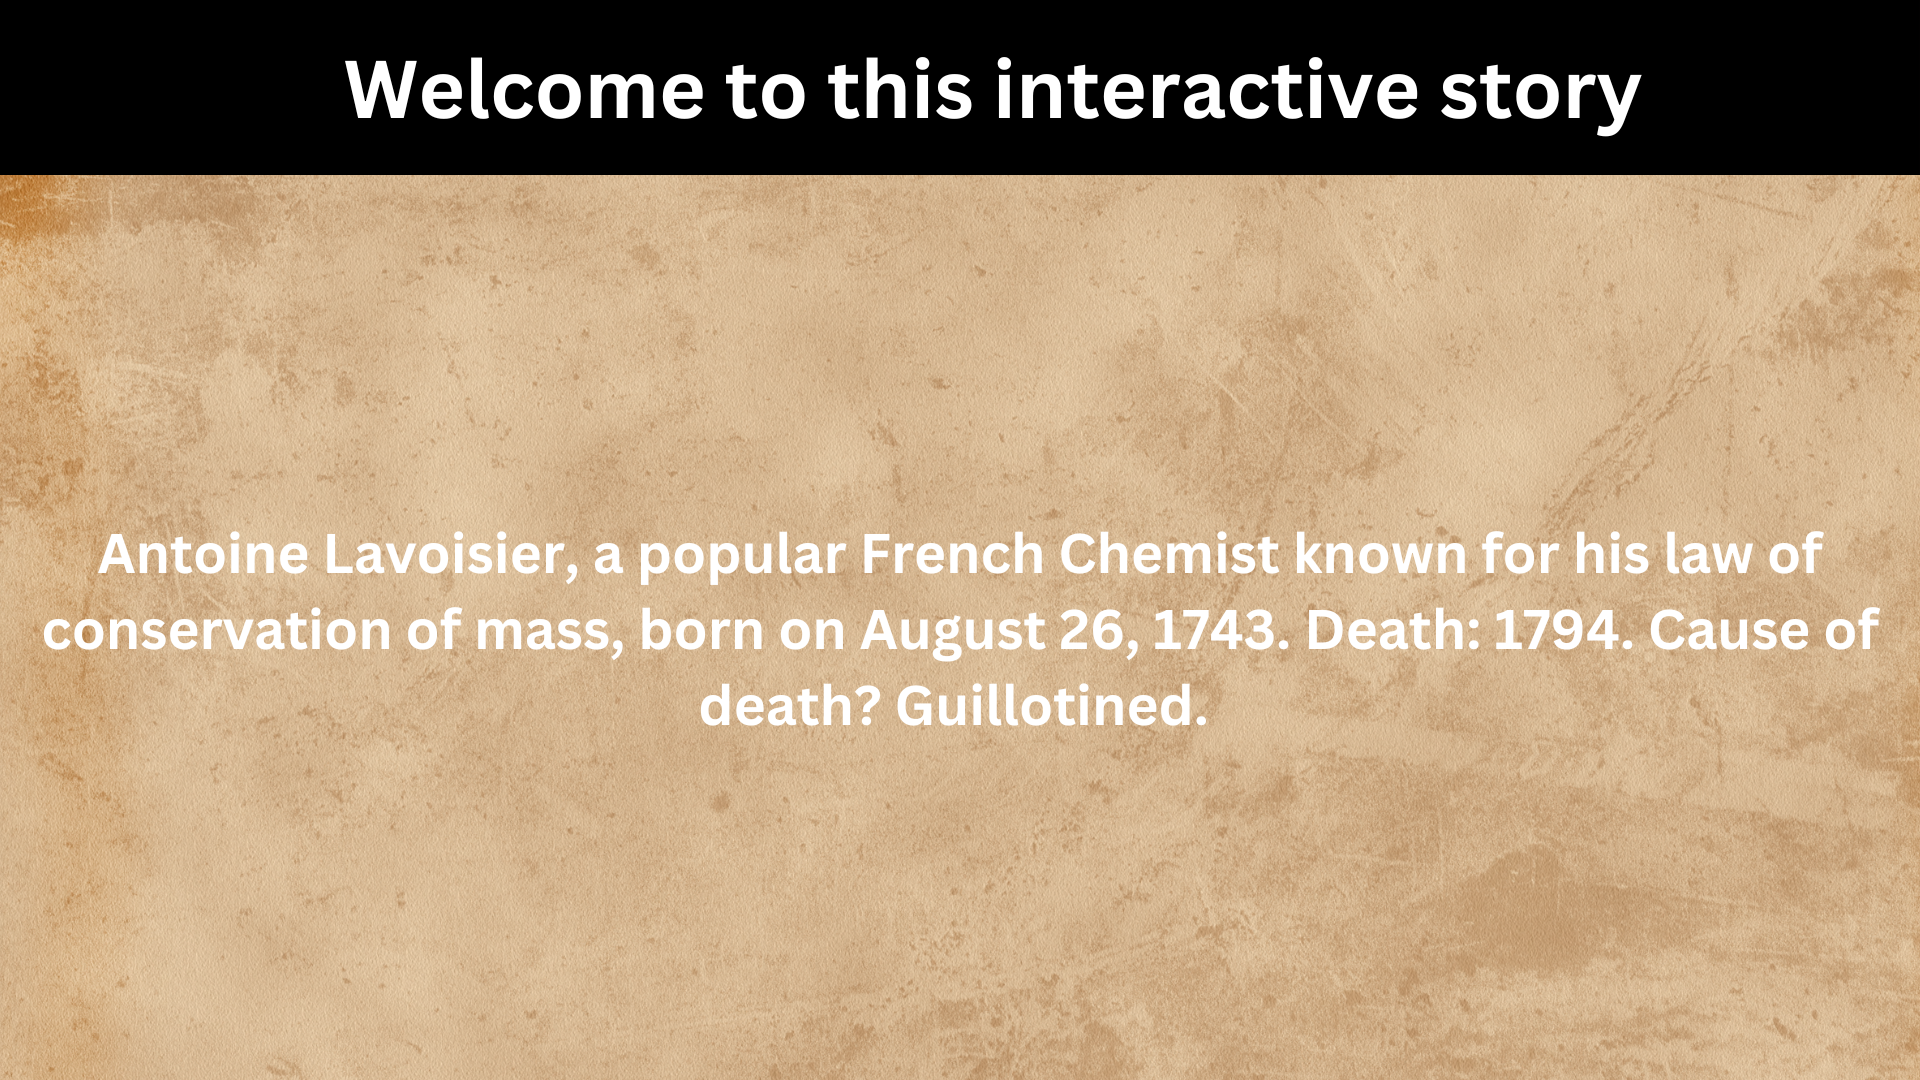 Welcome to this interactive story
Antoine Lavoisier, a popular French Chemist known for his law of
conservation of mass, born on August 26, 1743. Death: 1794. Cause of
death? Guillotined.